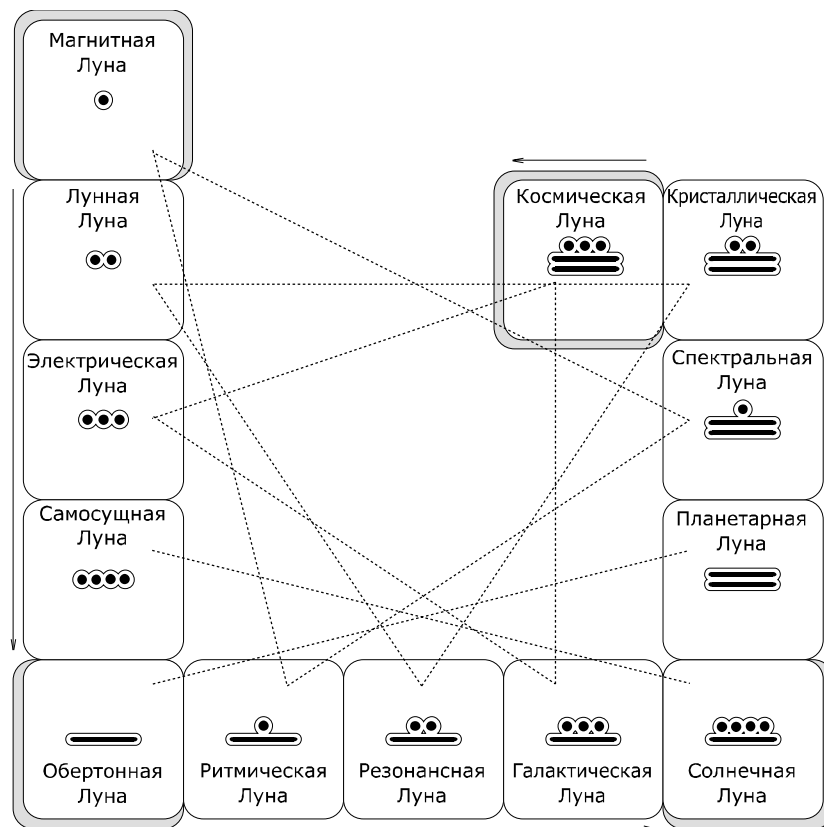 Магнитная
Луна
Лунная
Луна
Космическая
Луна
Кристаллическая
Луна
Электрическая
Луна
Спектральная
Луна
Самосущная
Луна
Планетарная
Луна
Обертонная
Луна
Ритмическая
Луна
Резонансная
Луна
Галактическая
Луна
Солнечная
Луна